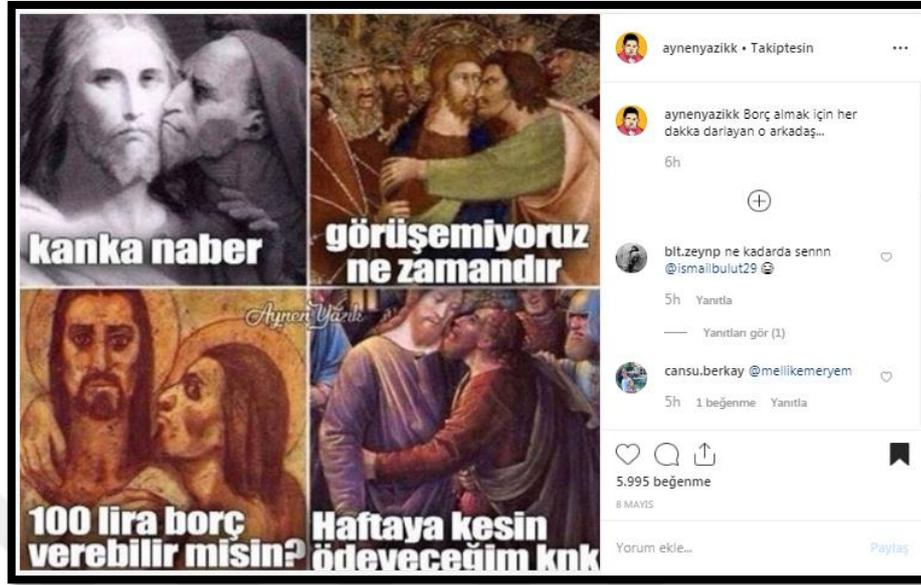 kanka naber
görüşemiyoruz
ne zamandır
Aynen Yazık
100 lira borç
verebilir misin?
Haftaya kesin
ödeyeceğim knk
aynenyazikk • Takiptesin
aynenyazikk Borç almak için her
dakka darlayan o arkadaş...
6h
blt.zeynp ne kadarda sennn
@ismailbulut29 😂
5h Yanıtla
Yanıtları gör (1)
cansu.berkay @mellikemeryem
5h 1 beğenme Yanıtla
5.995 beğenme
8 MAYIS
Yorum ekle...
Paylaş